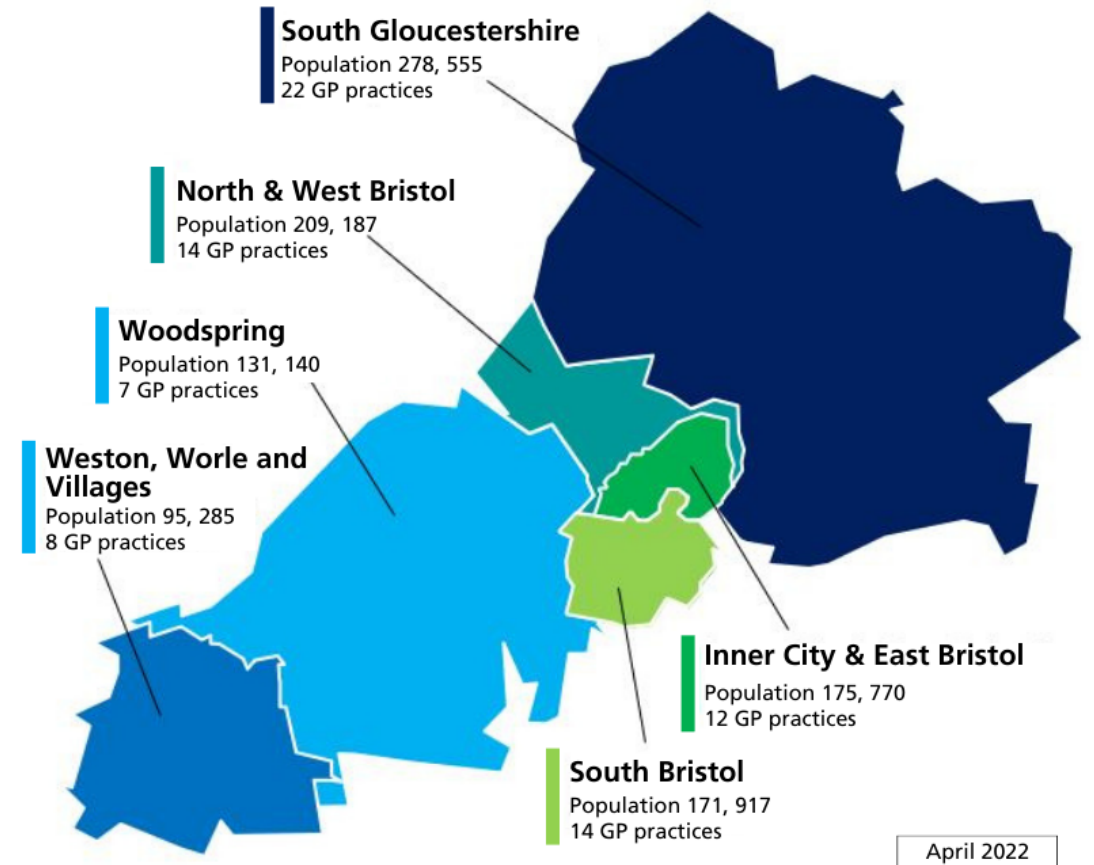 South Gloucestershire
Population 278, 555
22 GP practices
North & West Bristol
Population 209, 187
14 GP practices
Woodspring
Population 131, 140
7 GP practices
Weston, Worle and
Villages
Population 95, 285
8 GP practices
Inner City & East Bristol
Population 175, 770
12 GP practices
South Bristol
Population 171, 917
14 GP practices
April 2022